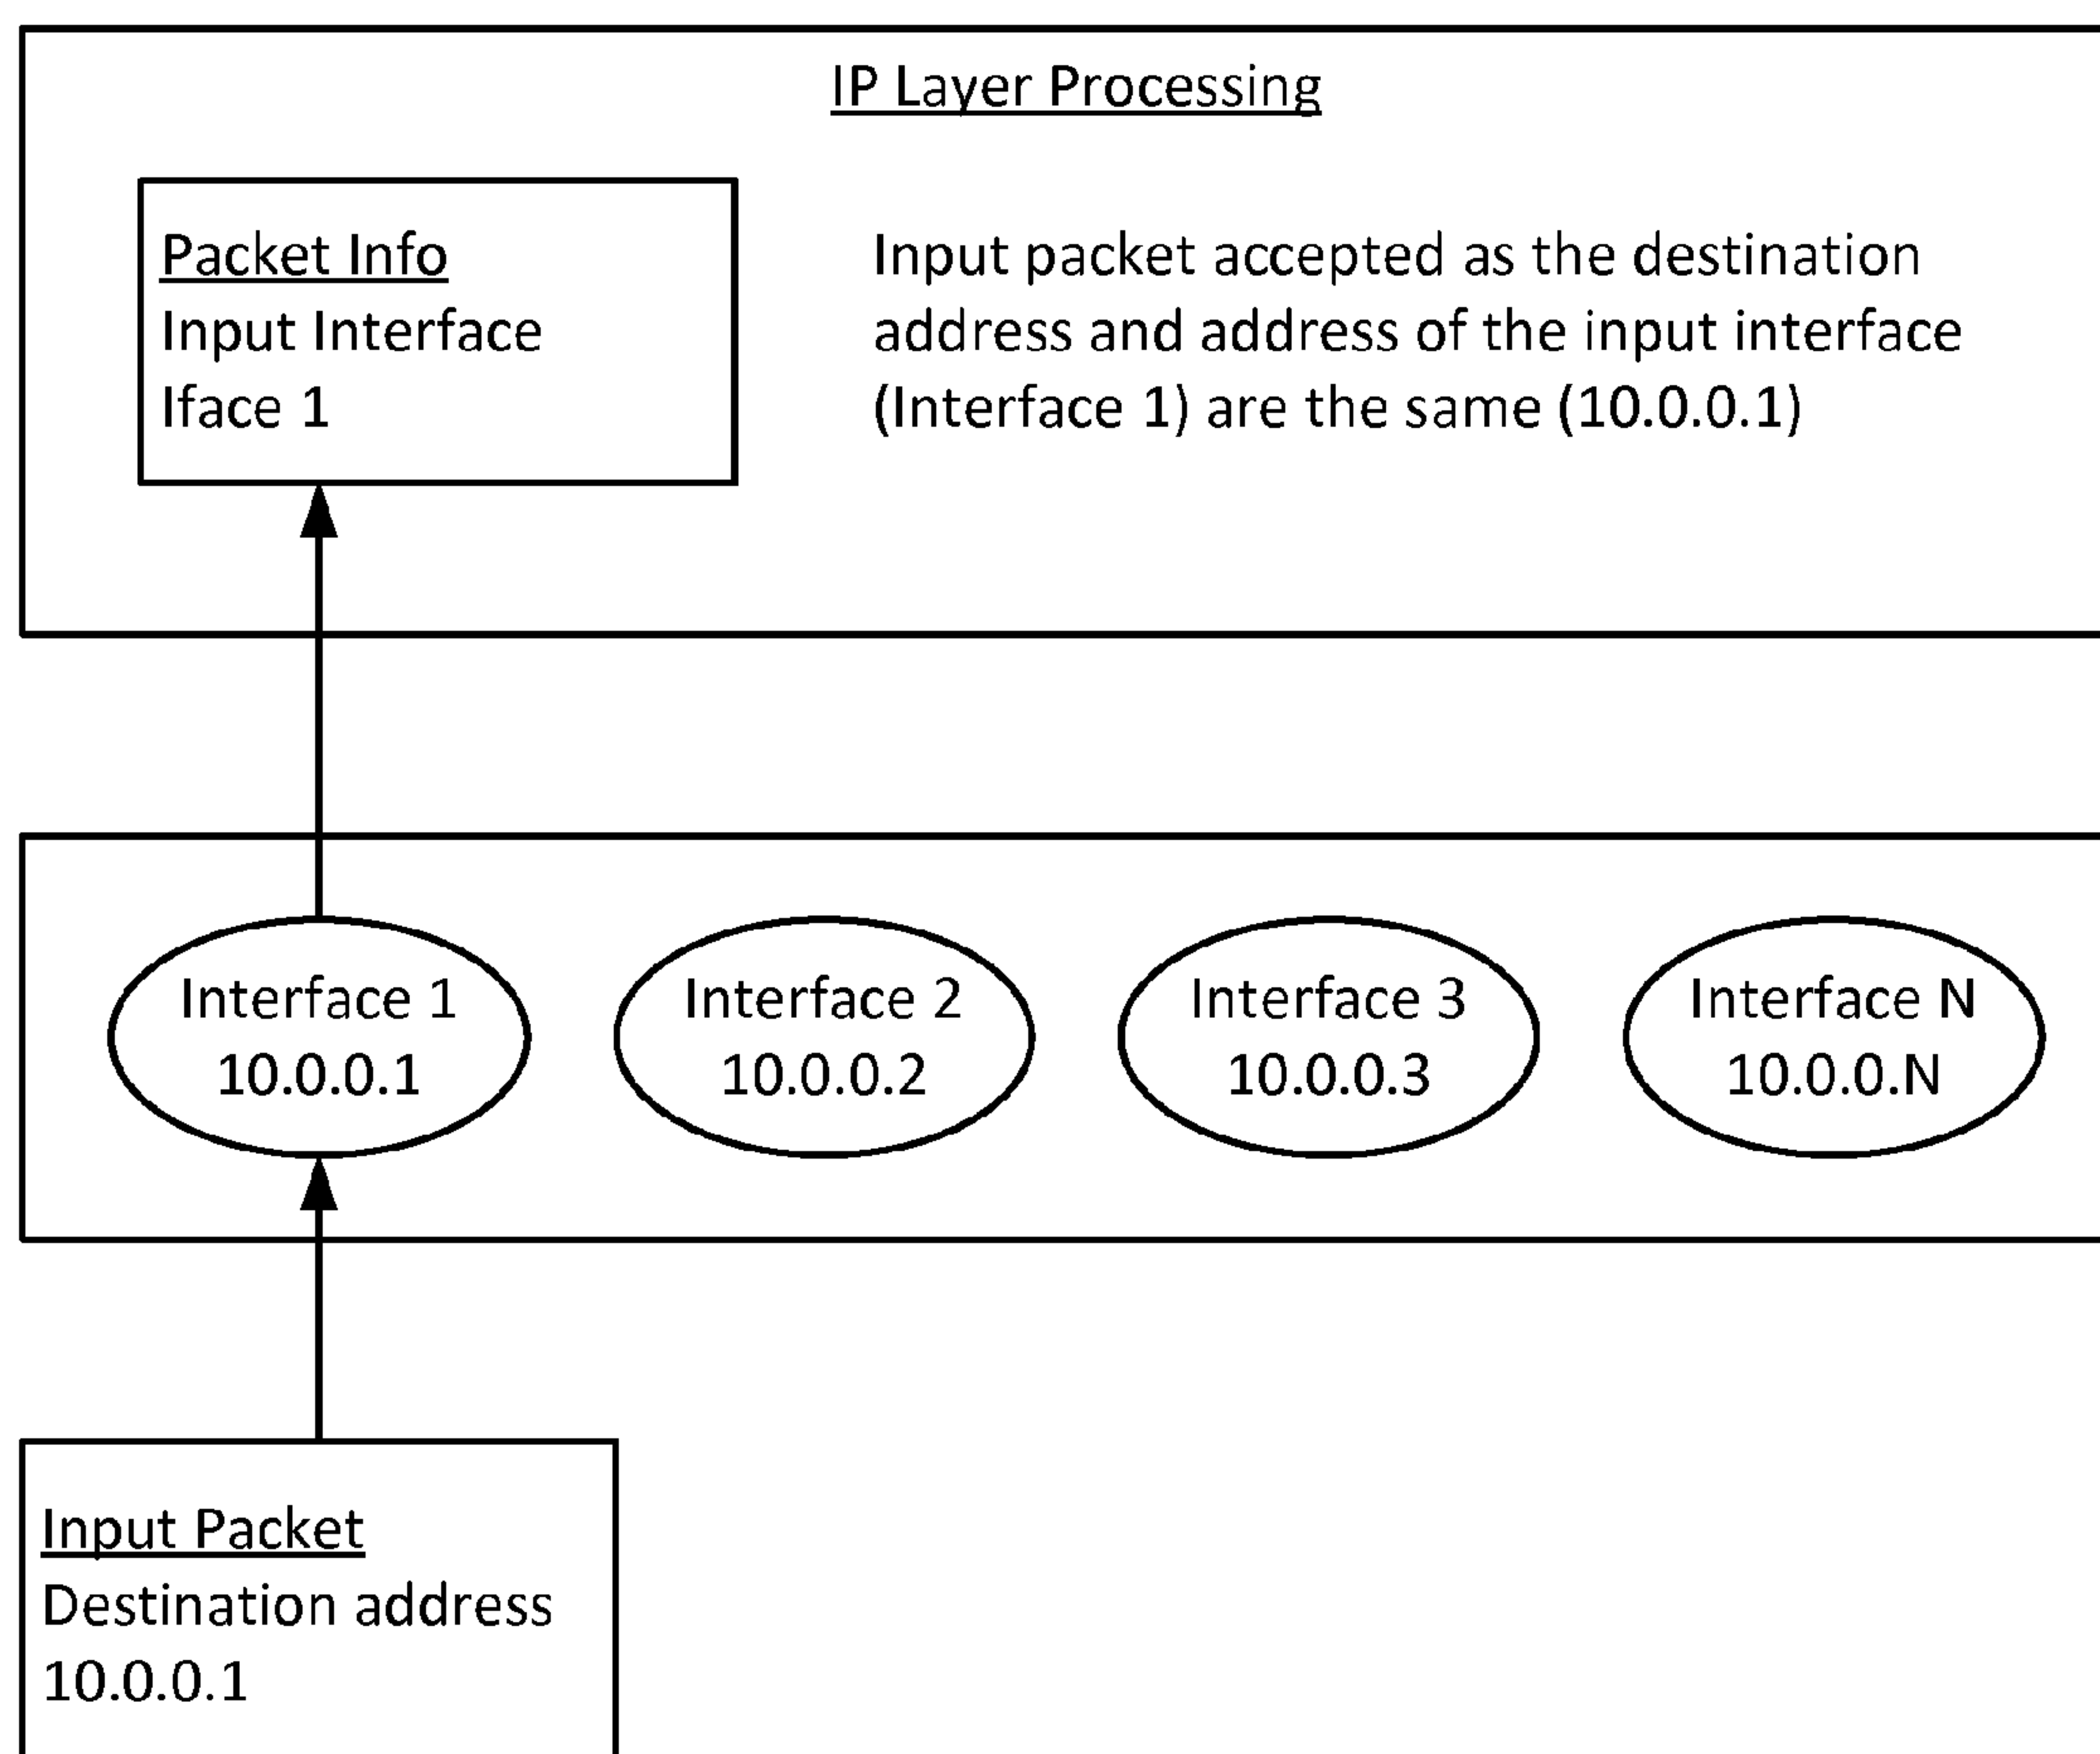 IP Layer Processing
Packet Info
Input Interface
Iface 1
Input packet accepted as the destination
address and address of the input interface
(Interface 1) are the same (10.0.0.1)
Interface 1
10.0.0.1
Interface 2
10.0.0.2
Interface 3
10.0.0.3
Interface N
10.0.0.N
Input Packet
Destination address
10.0.0.1